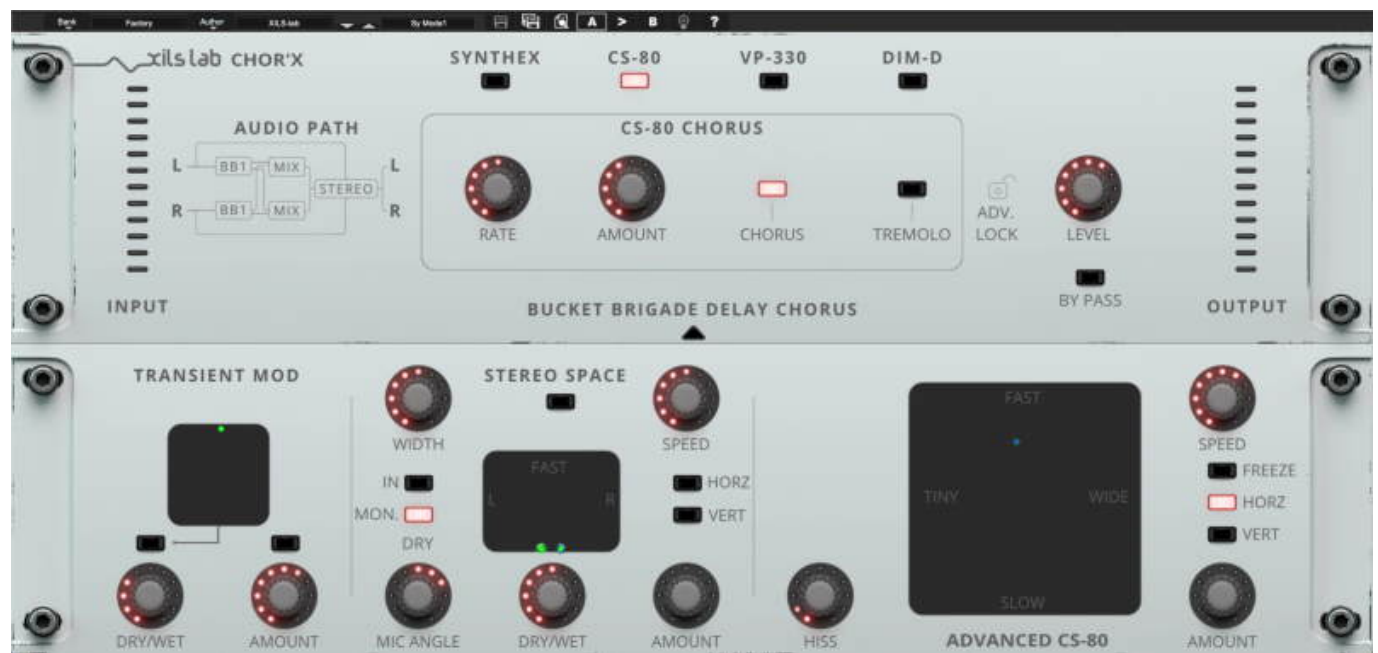 Bank Factory Author XILS-lab Sy Mode1 A > B ?
xils lab CHOR'X
SYNTHEX CS-80 VP-330 DIM-D
AUDIO PATH
CS-80 CHORUS
L BB1 MIX L
STEREO
R BB1 MIX R
RATE AMOUNT CHORUS TREMOLO
ADV.
LOCK
LEVEL
BY PASS
INPUT
BUCKET BRIGADE DELAY CHORUS
OUTPUT
TRANSIENT MOD
STEREO SPACE
WIDTH
SPEED
FAST
SPEED
IN
MON.
DRY
FAST
L R
HORZ
VERT
TINY WIDE
FREEZE
HORZ
VERT
SLOW
DRY/WET AMOUNT MIC ANGLE DRY/WET AMOUNT HISS ADVANCED CS-80 AMOUNT